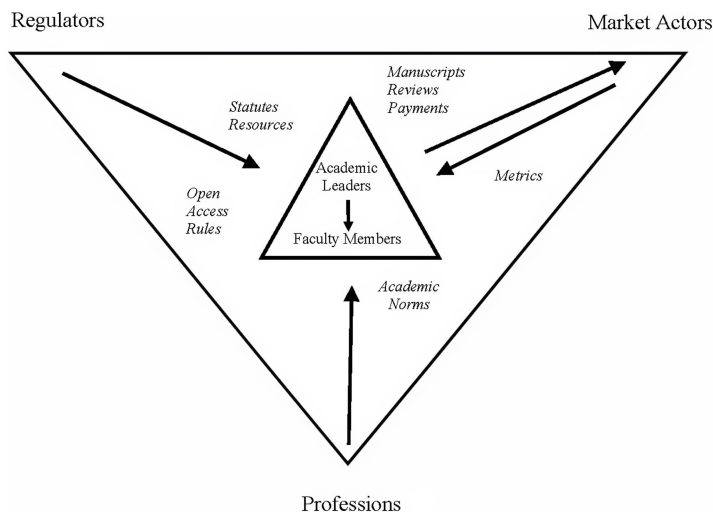 Regulators
Market Actors
Manuscripts
Reviews
Payments
Statutes
Resources
Academic
Leaders
Metrics
Open
Access
Rules
Faculty Members
Academic
Norms
Professions